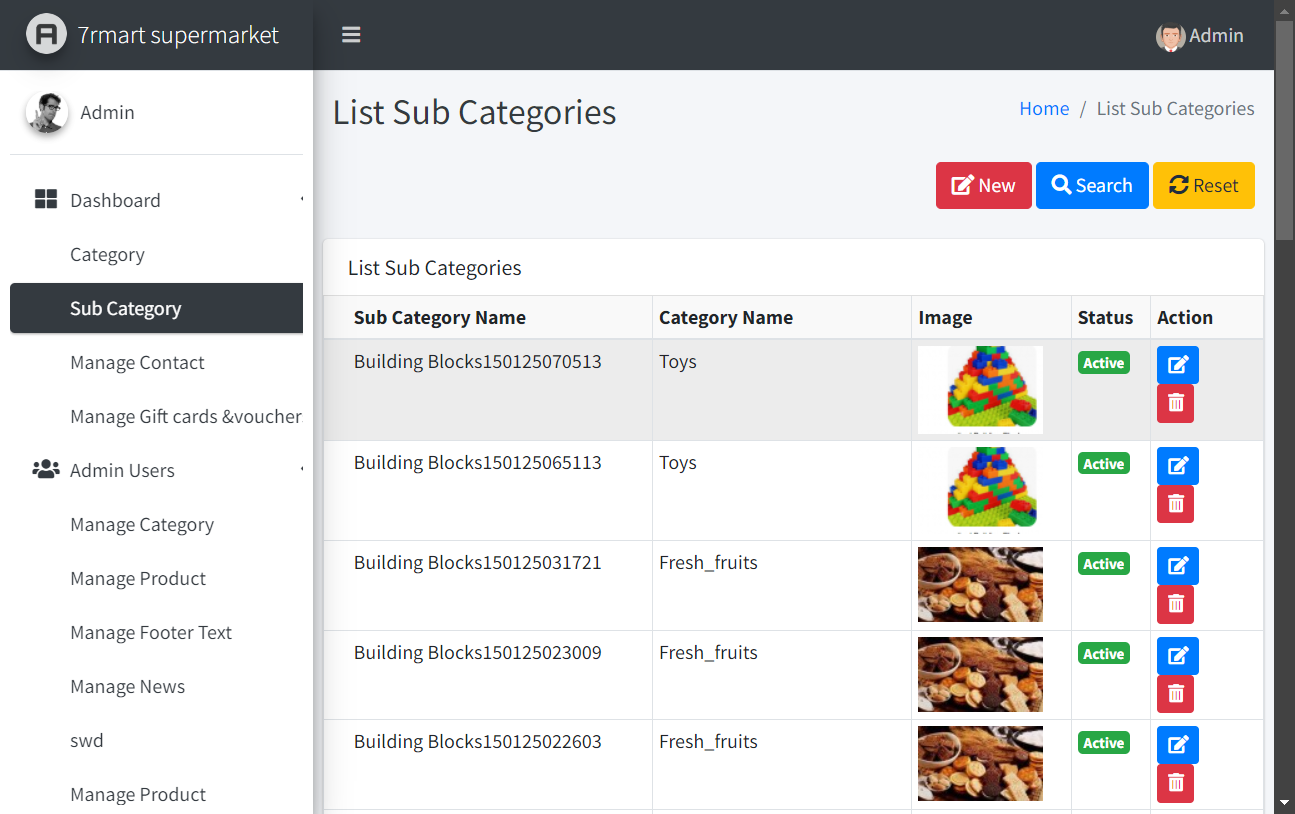 7rmart supermarket
Admin
Admin
List Sub Categories
Home / List Sub Categories
New
Search
Reset
Dashboard
Category
Sub Category
Manage Contact
Manage Gift cards &voucher
Admin Users
Manage Category
Manage Product
Manage Footer Text
Manage News
swd
Manage Product
List Sub Categories
Sub Category Name Category Name Image Status Action
Building Blocks150125070513 Toys Active
Building Blocks150125065113 Toys Active
Building Blocks150125031721 Fresh_fruits Active
Building Blocks150125023009 Fresh_fruits Active
Building Blocks150125022603 Fresh_fruits Active